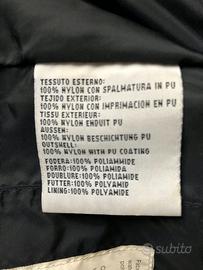 TESSUTO ESTERNO:
100% NYLON CON SPALMATURA IN PU
TEJIDO EXTERIOR:
100% NYLON CON IMPRIMACION EN PU
TISSU EXTERIEUR:
100% NYLON ENDUIT PU
AUSSEN:
100% NYLON BESCHICHTUNG PU
OUTSHELL:
100% NYLON WITH PU COATING
FODERA: 100% POLIAMMIDE
FORRO: 100% POLIAMIDA
DOUBLURE: 100% POLYAMIDE
FUTTER: 100% POLYAMID
LINING: 100% POLYAMIDE
subito